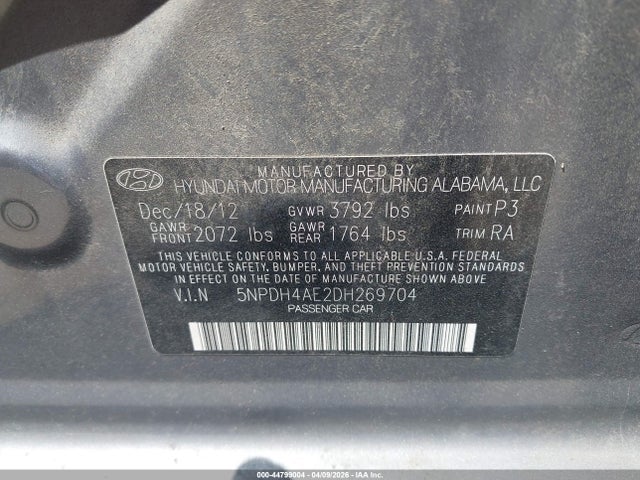 MANUFACTURED BY
HYUNDAI MOTOR MANUFACTURING ALABAMA, LLC
Dec/18/12 GVWR 3792 lbs PAINT P3
GAWR FRONT 2072 lbs GAWR REAR 1764 lbs TRIM RA
THIS VEHICLE CONFORMS TO ALL APPLICABLE U.S.A. FEDERAL
MOTOR VEHICLE SAFETY, BUMPER, AND THEFT PREVENTION STANDARDS
IN EFFECT ON THE DATE OF MANUFACTURE SHOWN ABOVE
V.I.N 5NPDH4AE2DH269704
PASSENGER CAR
000-44799004 | 04/09/2026 - IAA Inc.